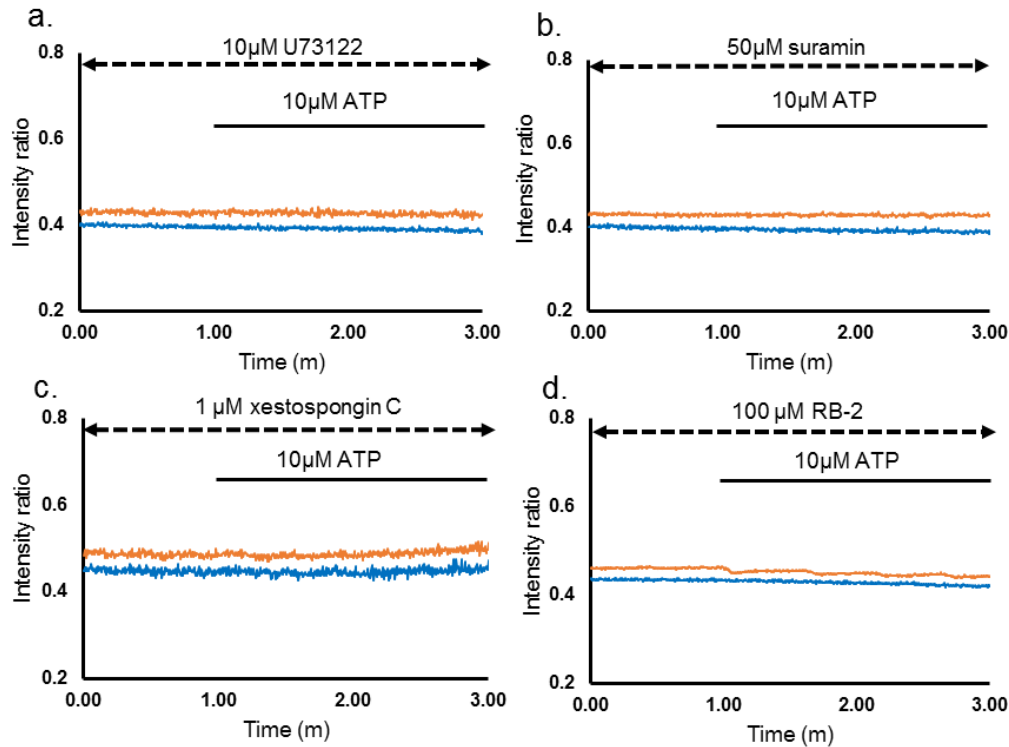 a.
10µM U73122
10µM ATP
Intensity ratio
0.8
0.6
0.4
0.2
0.00 1.00 2.00 3.00
Time (m)
b.
50µM suramin
10µM ATP
Intensity ratio
0.8
0.6
0.4
0.2
0.00 1.00 2.00 3.00
Time (m)
c.
1 µM xestospongin C
10µM ATP
Intensity ratio
0.8
0.6
0.4
0.2
0.00 1.00 2.00 3.00
Time (m)
d.
100 µM RB-2
10µM ATP
Intensity ratio
0.8
0.6
0.4
0.2
0.00 1.00 2.00 3.00
Time (m)